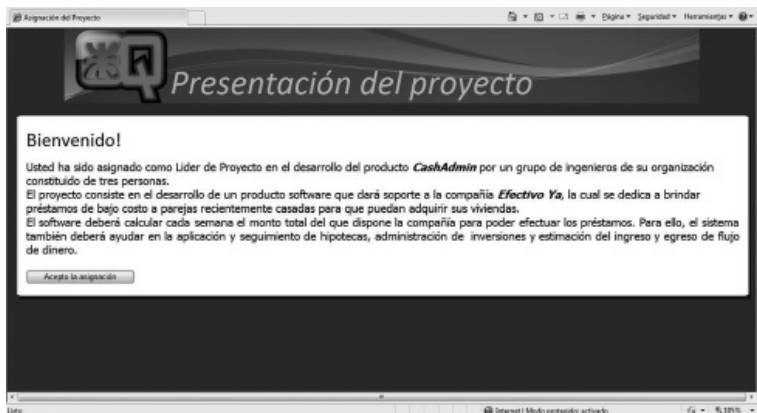 Asignación del Proyecto
Página Seguridad Herramientas
Q
Presentación del proyecto
Bienvenido!
Usted ha sido asignado como Lider de Proyecto en el desarrollo del producto CashAdmin por un grupo de ingenieros de su organización
constituido de tres personas.
El proyecto consiste en el desarrollo de un producto software que dará soporte a la compañía Efectivo Ya, la cual se dedica a brindar
préstamos de bajo costo a parejas recientemente casadas para que puedan adquirir sus viviendas.
El software deberá calcular cada semana el monto total del que dispone la compañía para poder efectuar los préstamos. Para ello, el sistema
también deberá ayudar en la aplicación y seguimiento de hipotecas, administración de inversiones y estimación del ingreso y egreso de flujo
de dinero.
Acepto la asignación
Listo
Internet | Modo protegido: activado
105%